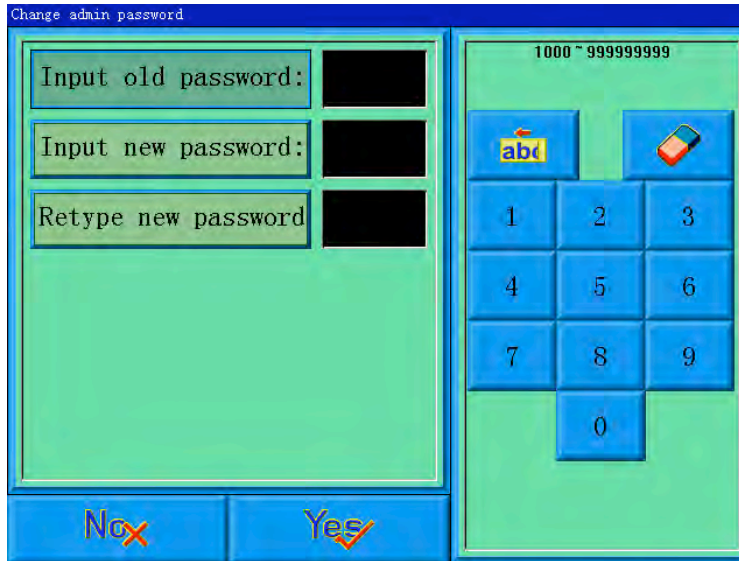 Change admin password
Input old password:
Input new password:
Retype new password
1000 ~ 999999999
abc
1 2 3
4 5 6
7 8 9
0
No
Yes